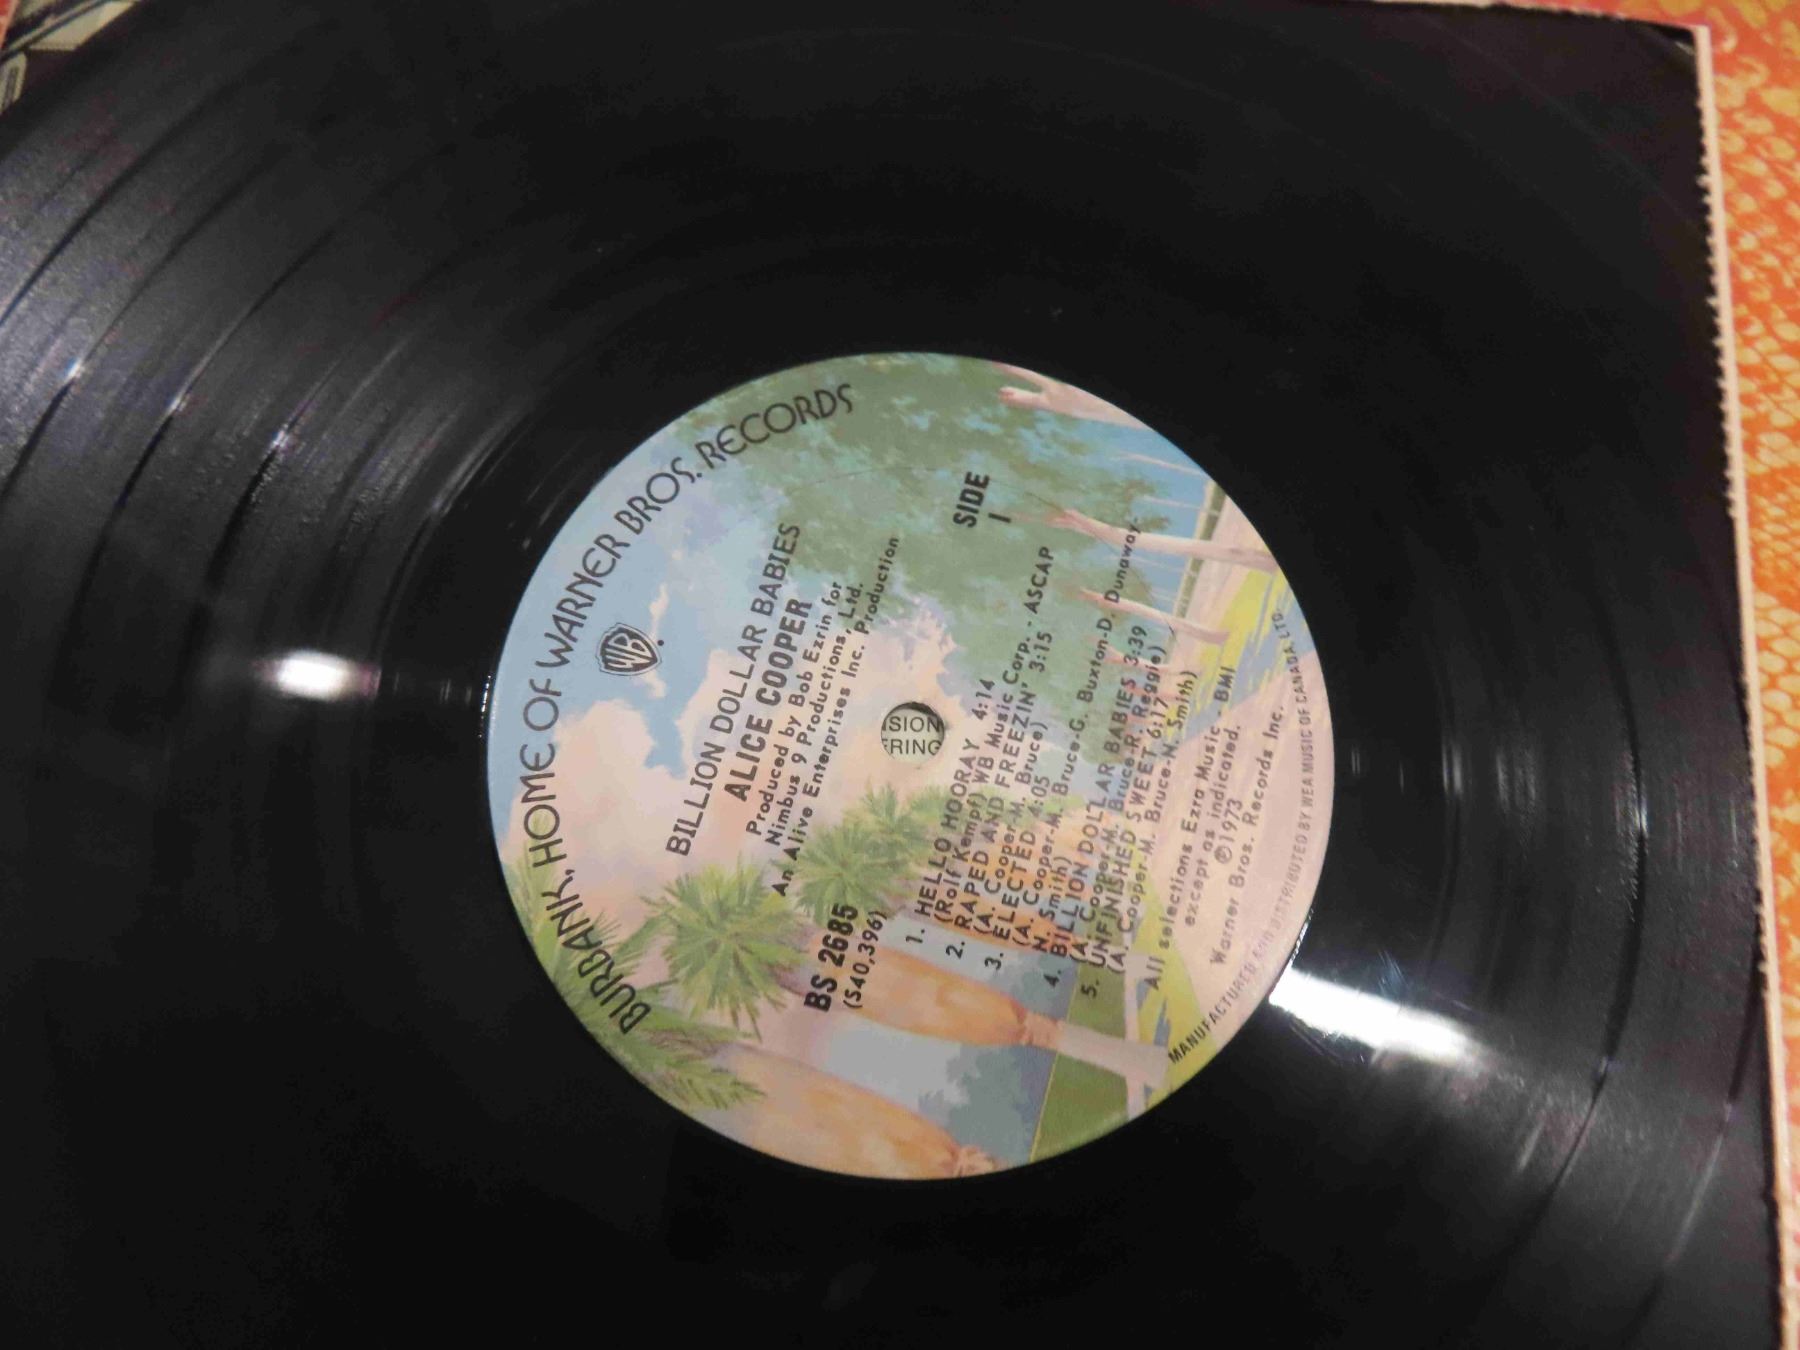 BURBANK, HOME OF WARNER BROS. RECORDS
WB
BILLION DOLLAR BABIES
ALICE COOPER
Produced by Bob Ezrin for
Nimbus 9 Productions, Ltd.
An Alive Enterprises Inc. Production
BS 2685
(S40,396)
SIDE
1
SION
RING
1. HELLO HOORAY 4:14
(Rolf Kempf) WB Music Corp. - ASCAP
2. RAPED AND FREEZIN' 3:15
(A. Cooper-M. Bruce)
3. ELECTED 4:05
(A. Cooper-M. Bruce-G. Buxton-D. Dunaway-
N. Smith)
4. BILLION DOLLAR BABIES 3:39
(A. Cooper-M. Bruce-R. Reggie)
5. UNFINISHED SWEET 6:17
(A. Cooper-M. Bruce-N. Smith)
All selections Ezra Music - BMI
except as indicated.
℗1973
Warner Bros. Records Inc.
MANUFACTURED AND DISTRIBUTED BY WEA MUSIC OF CANADA, LTD.